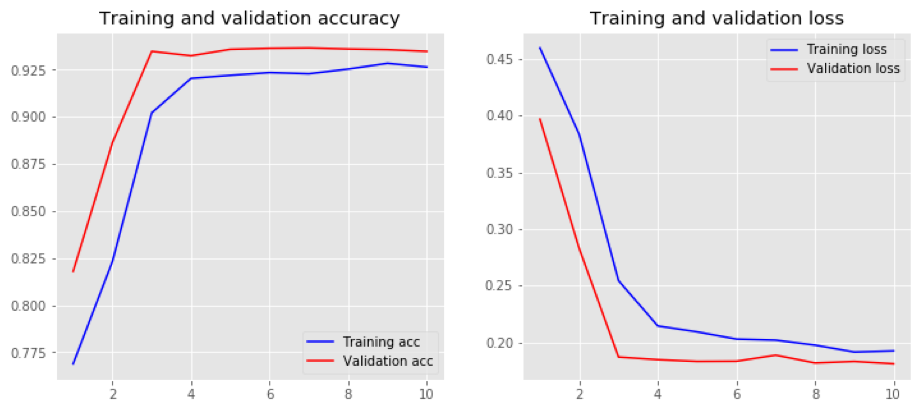 Training and validation accuracy
0.925
0.900
0.875
0.850
0.825
0.800
0.775
2 4 6 8 10
Training acc
Validation acc
Training and validation loss
0.45
0.40
0.35
0.30
0.25
0.20
2 4 6 8 10
Training loss
Validation loss